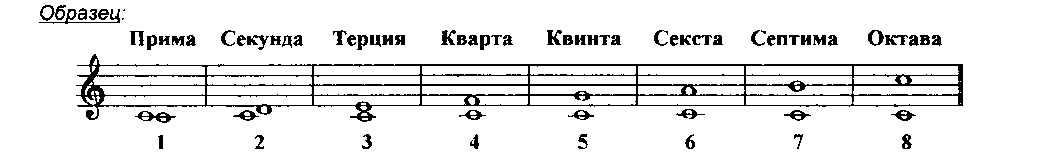 Образец:
Прима Секунда Терция Кварта Квинта Секста Септима Октава
1 2 3 4 5 6 7 8